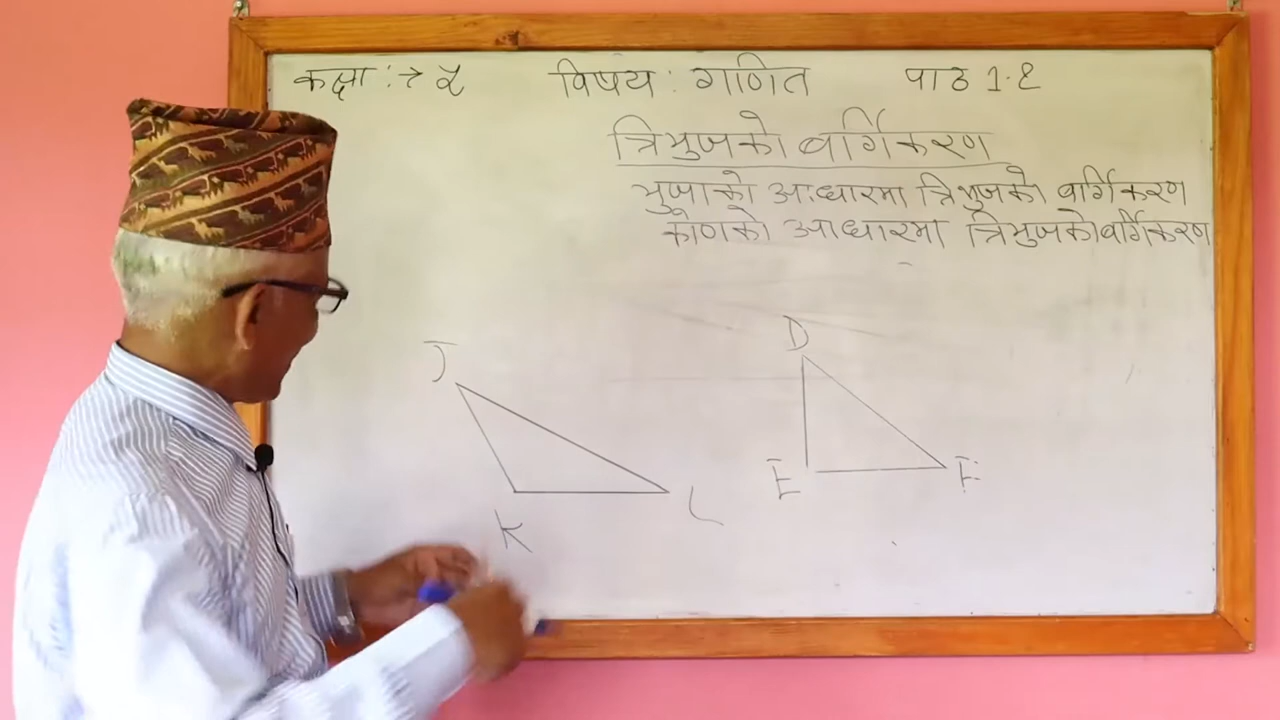 कक्षा :→ ५ विषय : गणित पाठ 1.2
त्रिभुजको वर्गिकरण
भुजाको आधारमा त्रिभुजको वर्गिकरण
कोणको आधारमा त्रिभुजको वर्गिकरण
J D
E F
K L